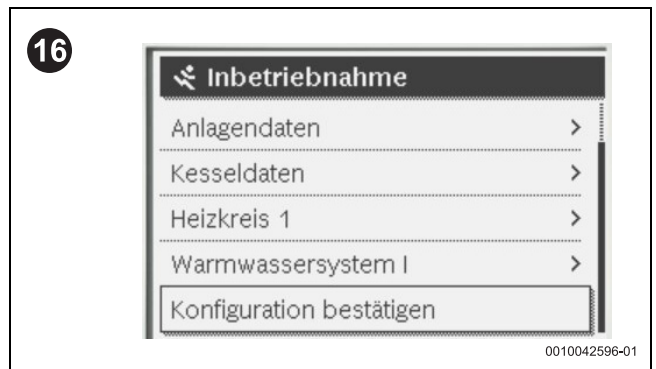 16
Inbetriebnahme
Anlagendaten >
Kesseldaten >
Heizkreis 1 >
Warmwassersystem I >
Konfiguration bestätigen
0010042596-01